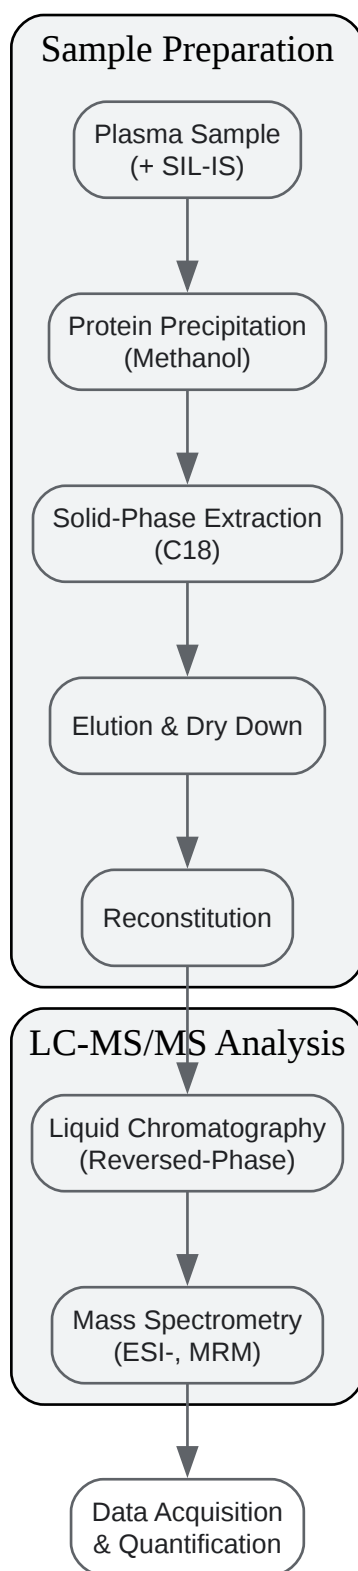 Sample Preparation
Plasma Sample
(+ SIL-IS)
Protein Precipitation
(Methanol)
Solid-Phase Extraction
(C18)
Elution & Dry Down
Reconstitution
LC-MS/MS Analysis
Liquid Chromatography
(Reversed-Phase)
Mass Spectrometry
(ESI-, MRM)
Data Acquisition
& Quantification